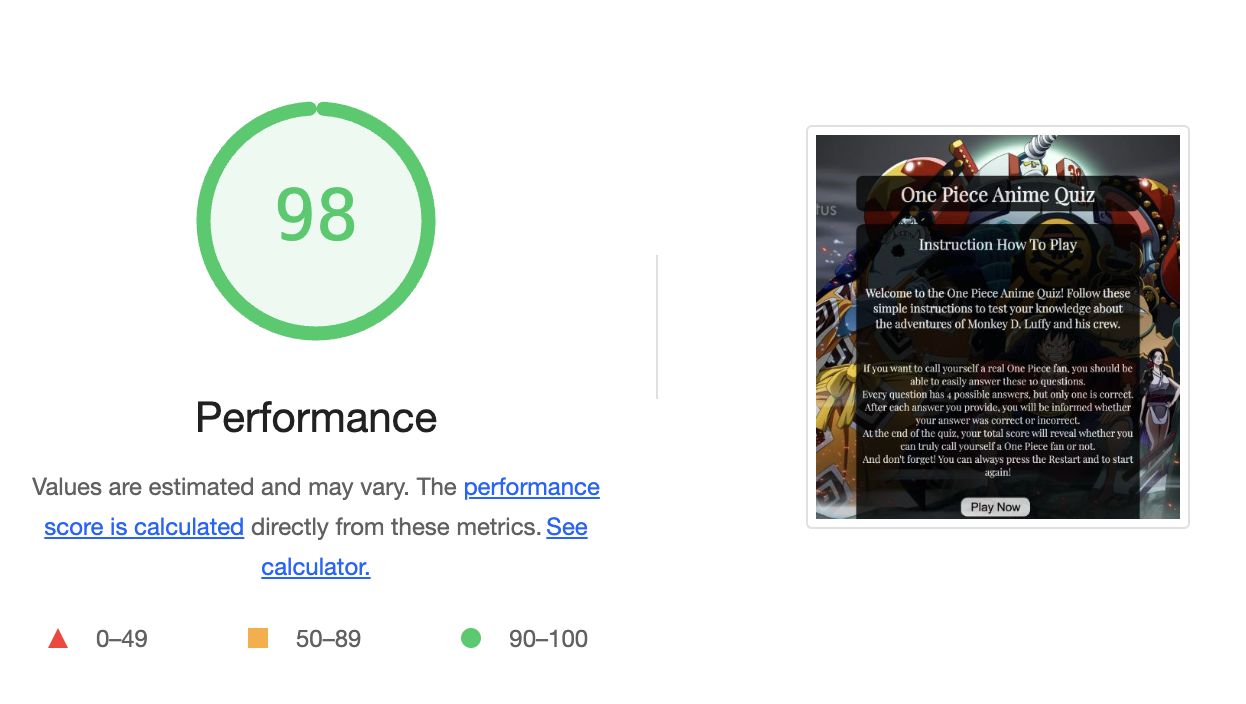 98
Performance
Values are estimated and may vary. The performance
score is calculated directly from these metrics. See
calculator.
0–49
50–89
90–100
One Piece Anime Quiz
Instruction How To Play
Welcome to the One Piece Anime Quiz! Follow these
simple instructions to test your knowledge about
the adventures of Monkey D. Luffy and his crew.
If you want to call yourself a real One Piece fan, you should be
able to easily answer these 10 questions.
Every question has 4 possible answers, but only one is correct.
After each answer you provide, you will be informed whether
your answer was correct or incorrect.
At the end of the quiz, your total score will reveal whether you
can truly call yourself a One Piece fan or not.
And don't forget! You can always press the Restart and to start
again!
Play Now